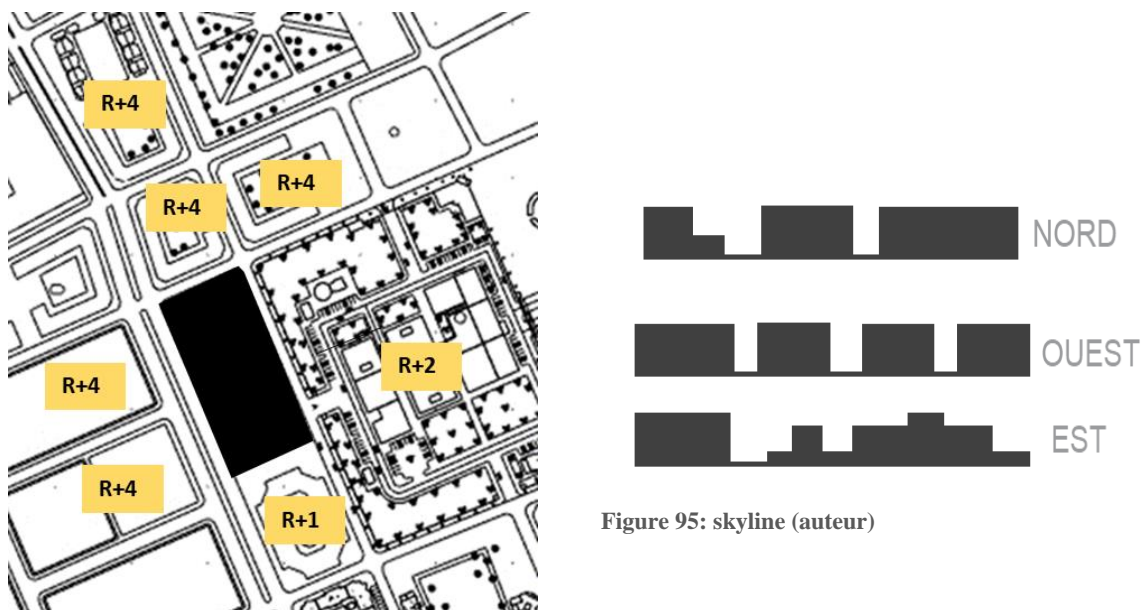 R+4
R+4
R+4
R+4
R+2
R+4
R+1
NORD
OUEST
EST
Figure 95: skyline (auteur)